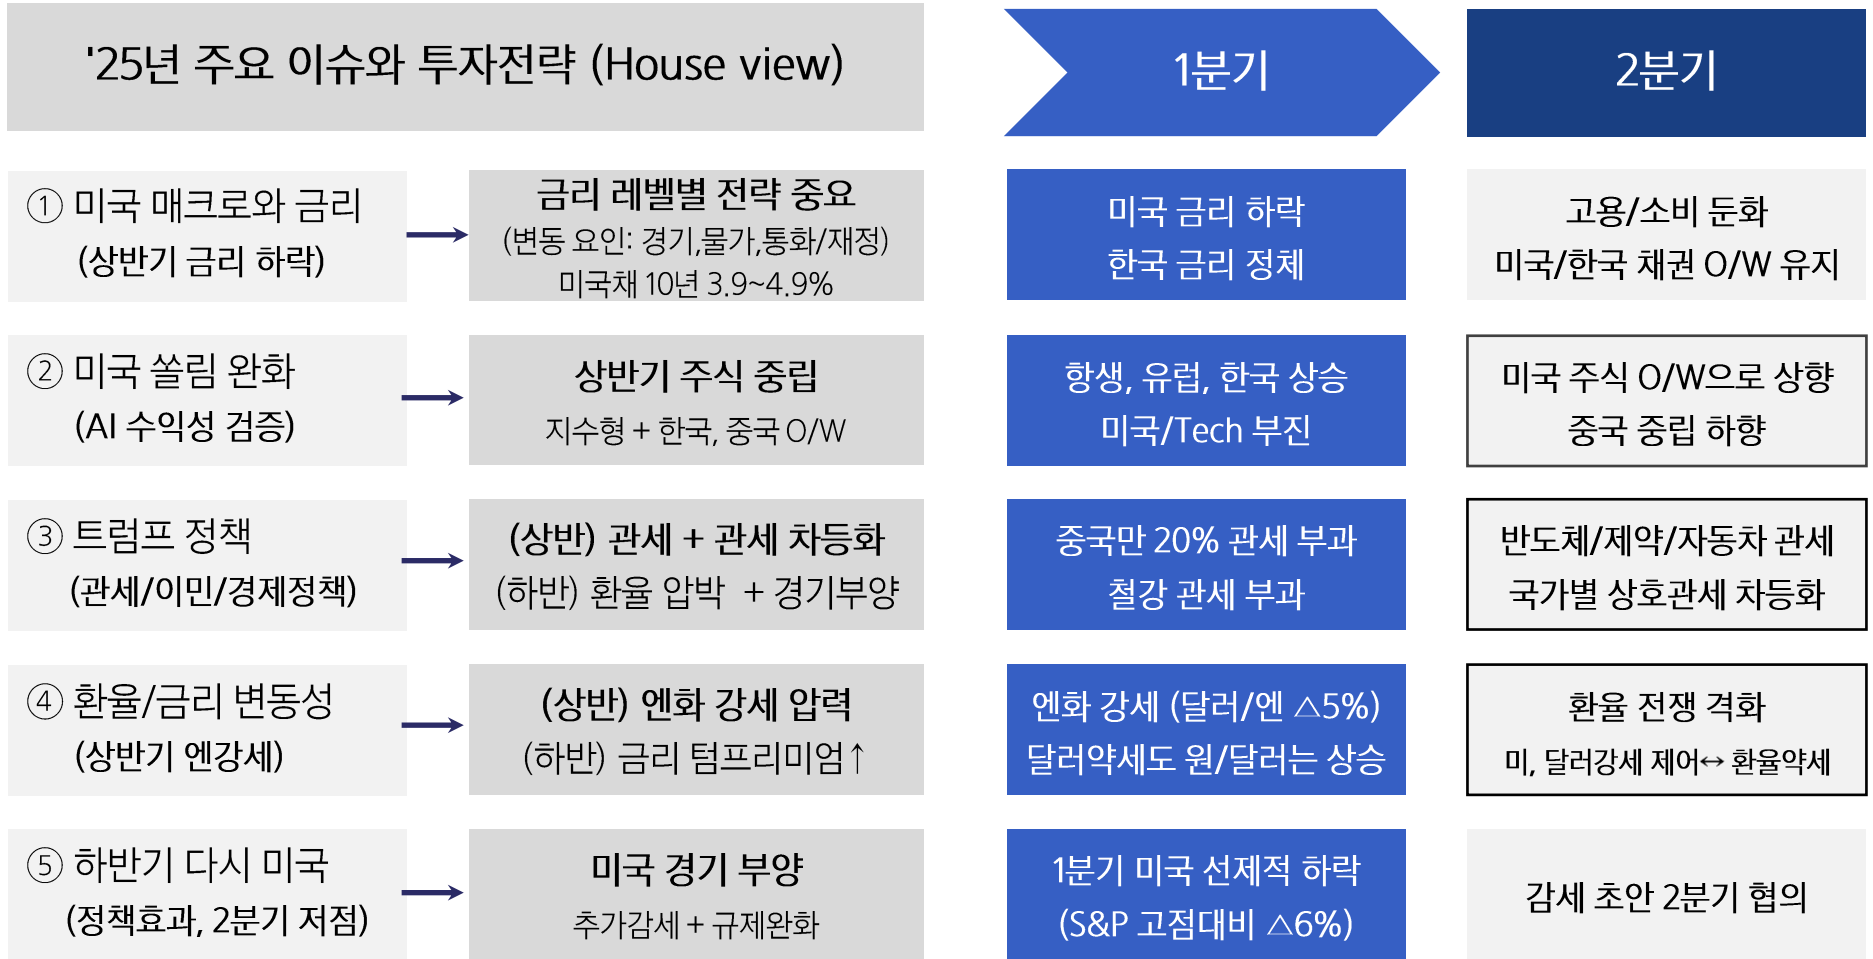 '25년 주요 이슈와 투자전략 (House view)
1분기
2분기
① 미국 매크로와 금리
(상반기 금리 하락)
금리 레벨별 전략 중요
(변동 요인: 경기,물가,통화/재정)
미국채 10년 3.9~4.9%
미국 금리 하락
한국 금리 정체
고용/소비 둔화
미국/한국 채권 O/W 유지
② 미국 쏠림 완화
(AI 수익성 검증)
상반기 주식 중립
지수형 + 한국, 중국 O/W
항생, 유럽, 한국 상승
미국/Tech 부진
미국 주식 O/W으로 상향
중국 중립 하향
③ 트럼프 정책
(관세/이민/경제정책)
(상반) 관세 + 관세 차등화
(하반) 환율 압박 + 경기부양
중국만 20% 관세 부과
철강 관세 부과
반도체/제약/자동차 관세
국가별 상호관세 차등화
④ 환율/금리 변동성
(상반기 엔강세)
(상반) 엔화 강세 압력
(하반) 금리 텀프리미엄↑
엔화 강세 (달러/엔 △5%)
달러약세도 원/달러는 상승
환율 전쟁 격화
미, 달러강세 제어↔ 환율약세
⑤ 하반기 다시 미국
(정책효과, 2분기 저점)
미국 경기 부양
추가감세 + 규제완화
1분기 미국 선제적 하락
(S&P 고점대비 △6%)
감세 초안 2분기 협의